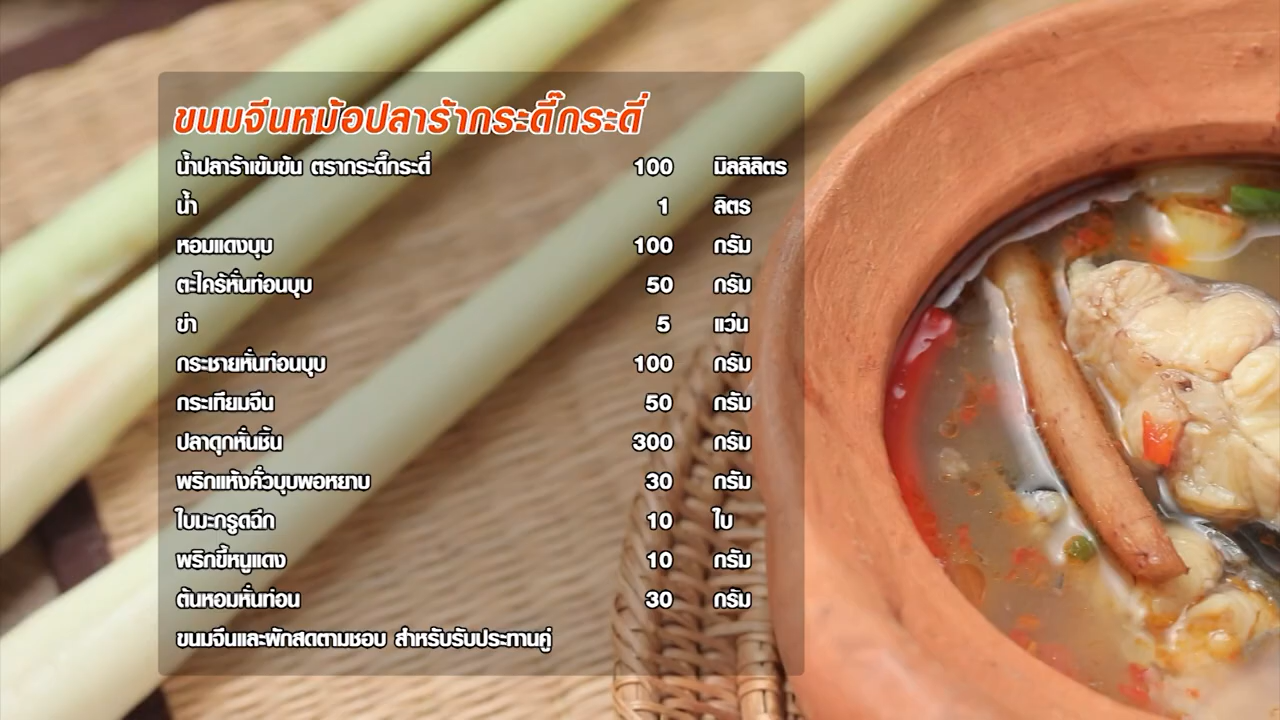 ขนมจีนหม้อปลาร้ากระดี๊กระดี่
น้ำปลาร้าเข้มข้น ตรากระดี๊กระดี่ 100 มิลลิลิตร
น้ำ 1 ลิตร
หอมแดงบุบ 100 กรัม
ตะไคร้หั่นท่อนบุบ 50 กรัม
ข่า 5 แว่น
กระชายหั่นท่อนบุบ 100 กรัม
กระเทียมจีน 50 กรัม
ปลาดุกหั่นชิ้น 300 กรัม
พริกแห้งคั่วบุบพอหยาบ 30 กรัม
ใบมะกรูดฉีก 10 ใบ
พริกขี้หนูแดง 10 กรัม
ต้นหอมหั่นท่อน 30 กรัม
ขนมจีนและผักสดตามชอบ สำหรับรับประทานคู่